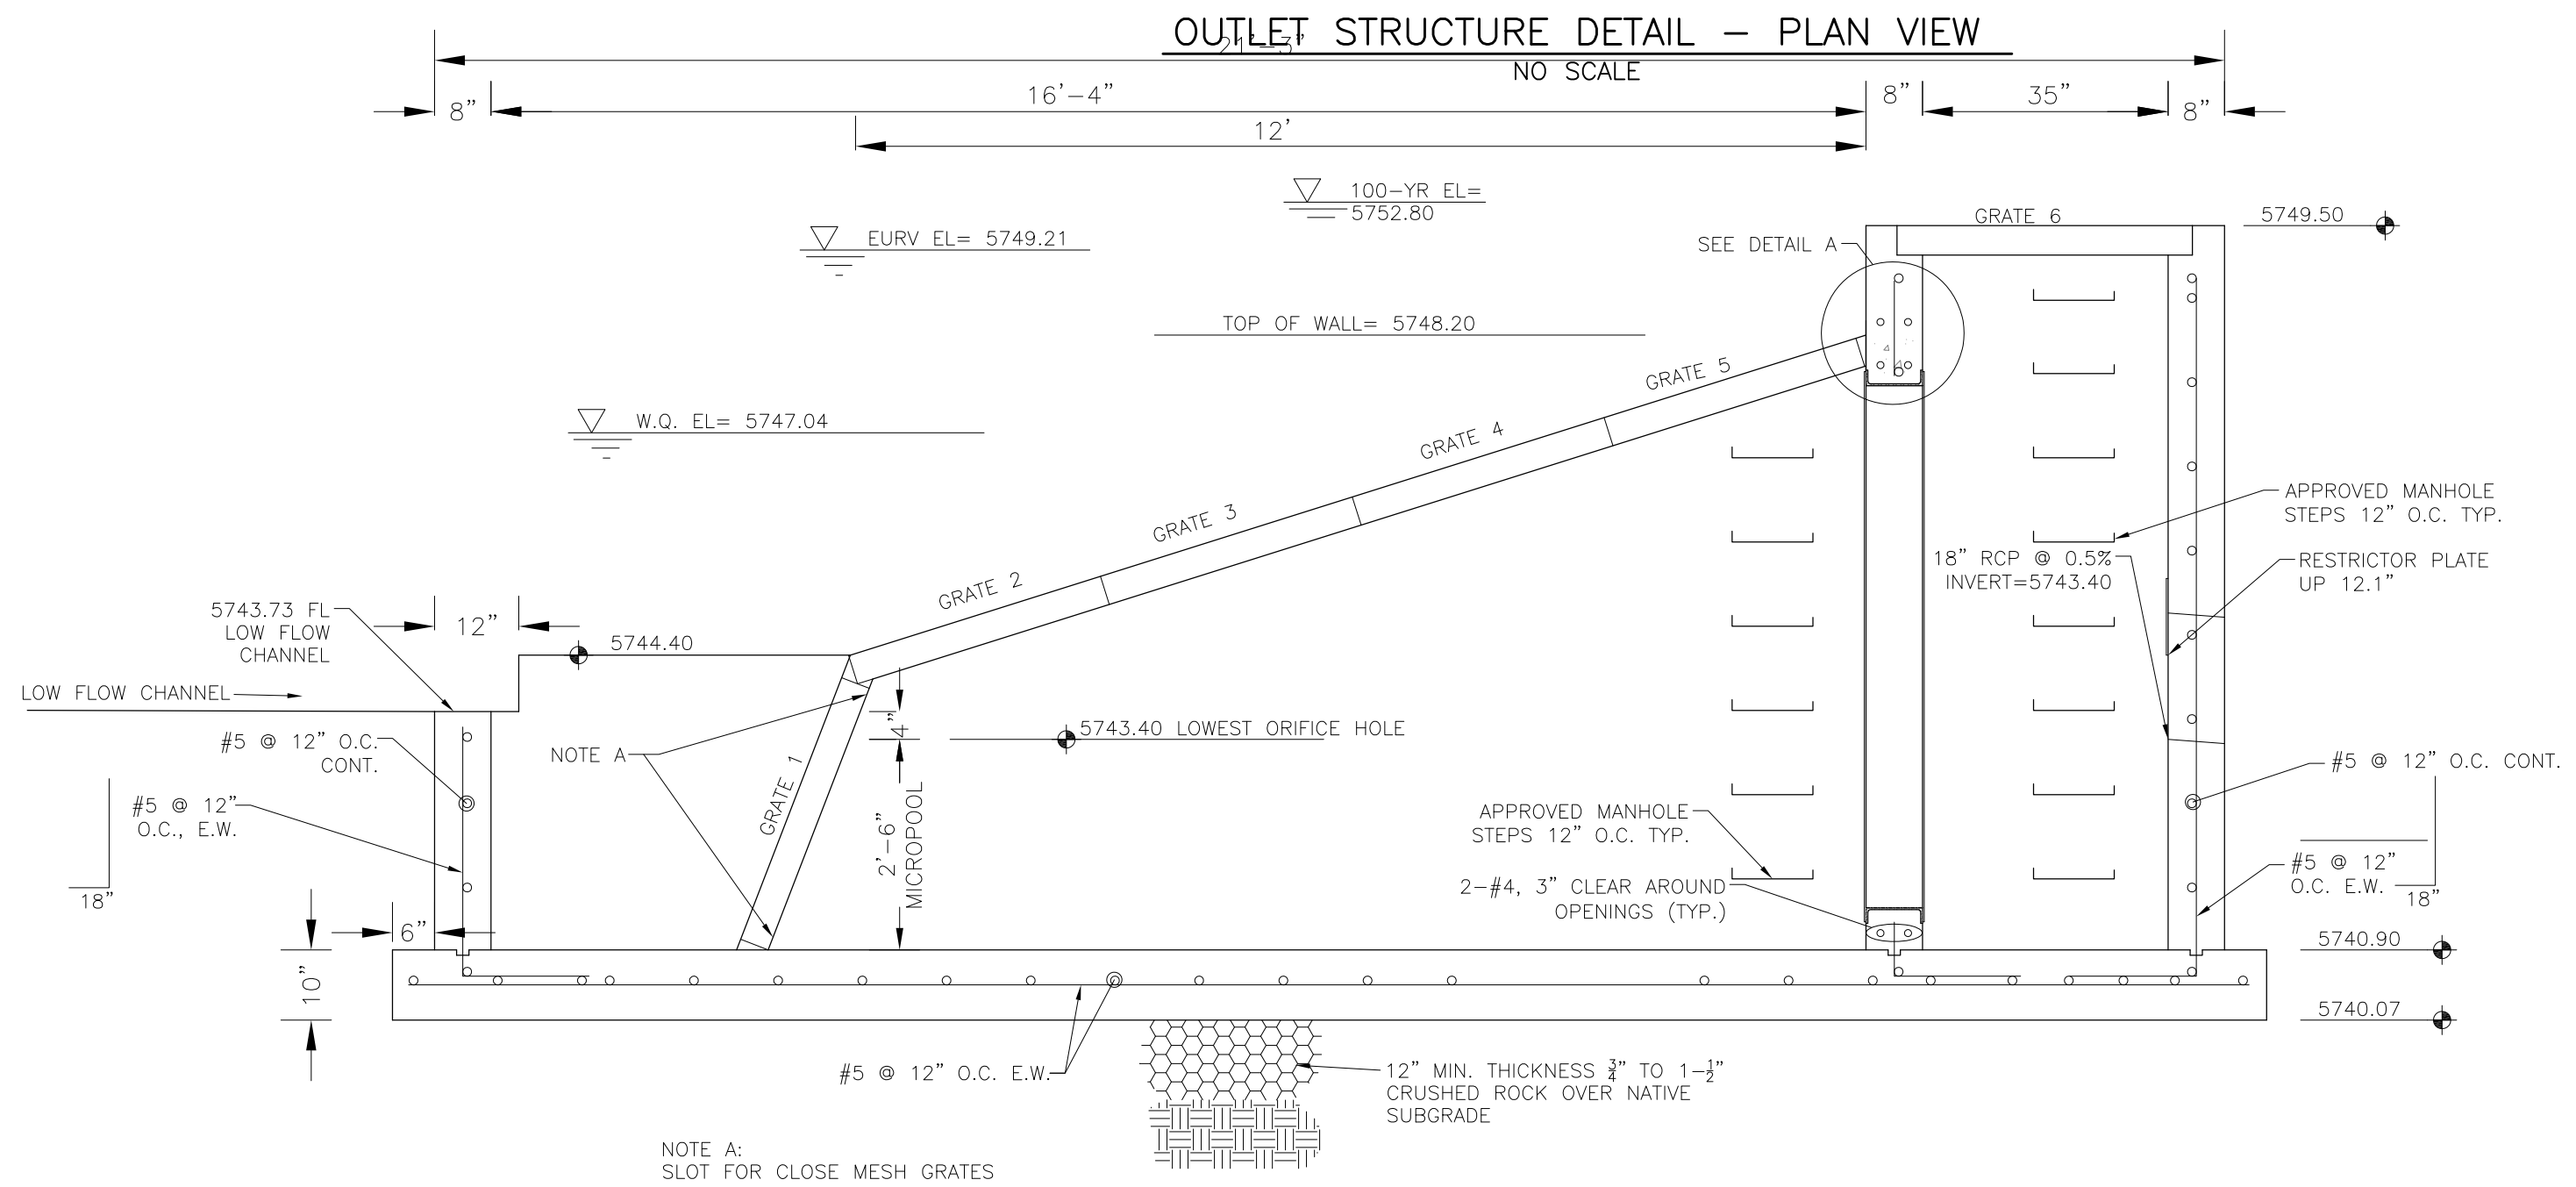 OUTLET STRUCTURE DETAIL – PLAN VIEW
21'-3"
NO SCALE
8"
16'-4"
8"
35"
8"
12'
100-YR EL=
5752.80
EURV EL= 5749.21
GRATE 6
5749.50
SEE DETAIL A
TOP OF WALL= 5748.20
GRATE 5
W.Q. EL= 5747.04
GRATE 4
GRATE 3
APPROVED MANHOLE
STEPS 12" O.C. TYP.
18" RCP @ 0.5%
INVERT=5743.40
RESTRICTOR PLATE
UP 12.1"
GRATE 2
5743.73 FL
LOW FLOW
CHANNEL
12"
5744.40
LOW FLOW CHANNEL
4"
5743.40 LOWEST ORIFICE HOLE
#5 @ 12" O.C.
CONT.
NOTE A
GRATE 1
#5 @ 12" O.C. CONT.
#5 @ 12"
O.C., E.W.
2'-6"
MICROPOOL
APPROVED MANHOLE
STEPS 12" O.C. TYP.
18"
2-#4, 3" CLEAR AROUND
OPENINGS (TYP.)
#5 @ 12"
O.C. E.W.
18"
6"
5740.90
10"
5740.07
#5 @ 12" O.C. E.W.
12" MIN. THICKNESS 3/4" TO 1-1/2"
CRUSHED ROCK OVER NATIVE
SUBGRADE
NOTE A:
SLOT FOR CLOSE MESH GRATES